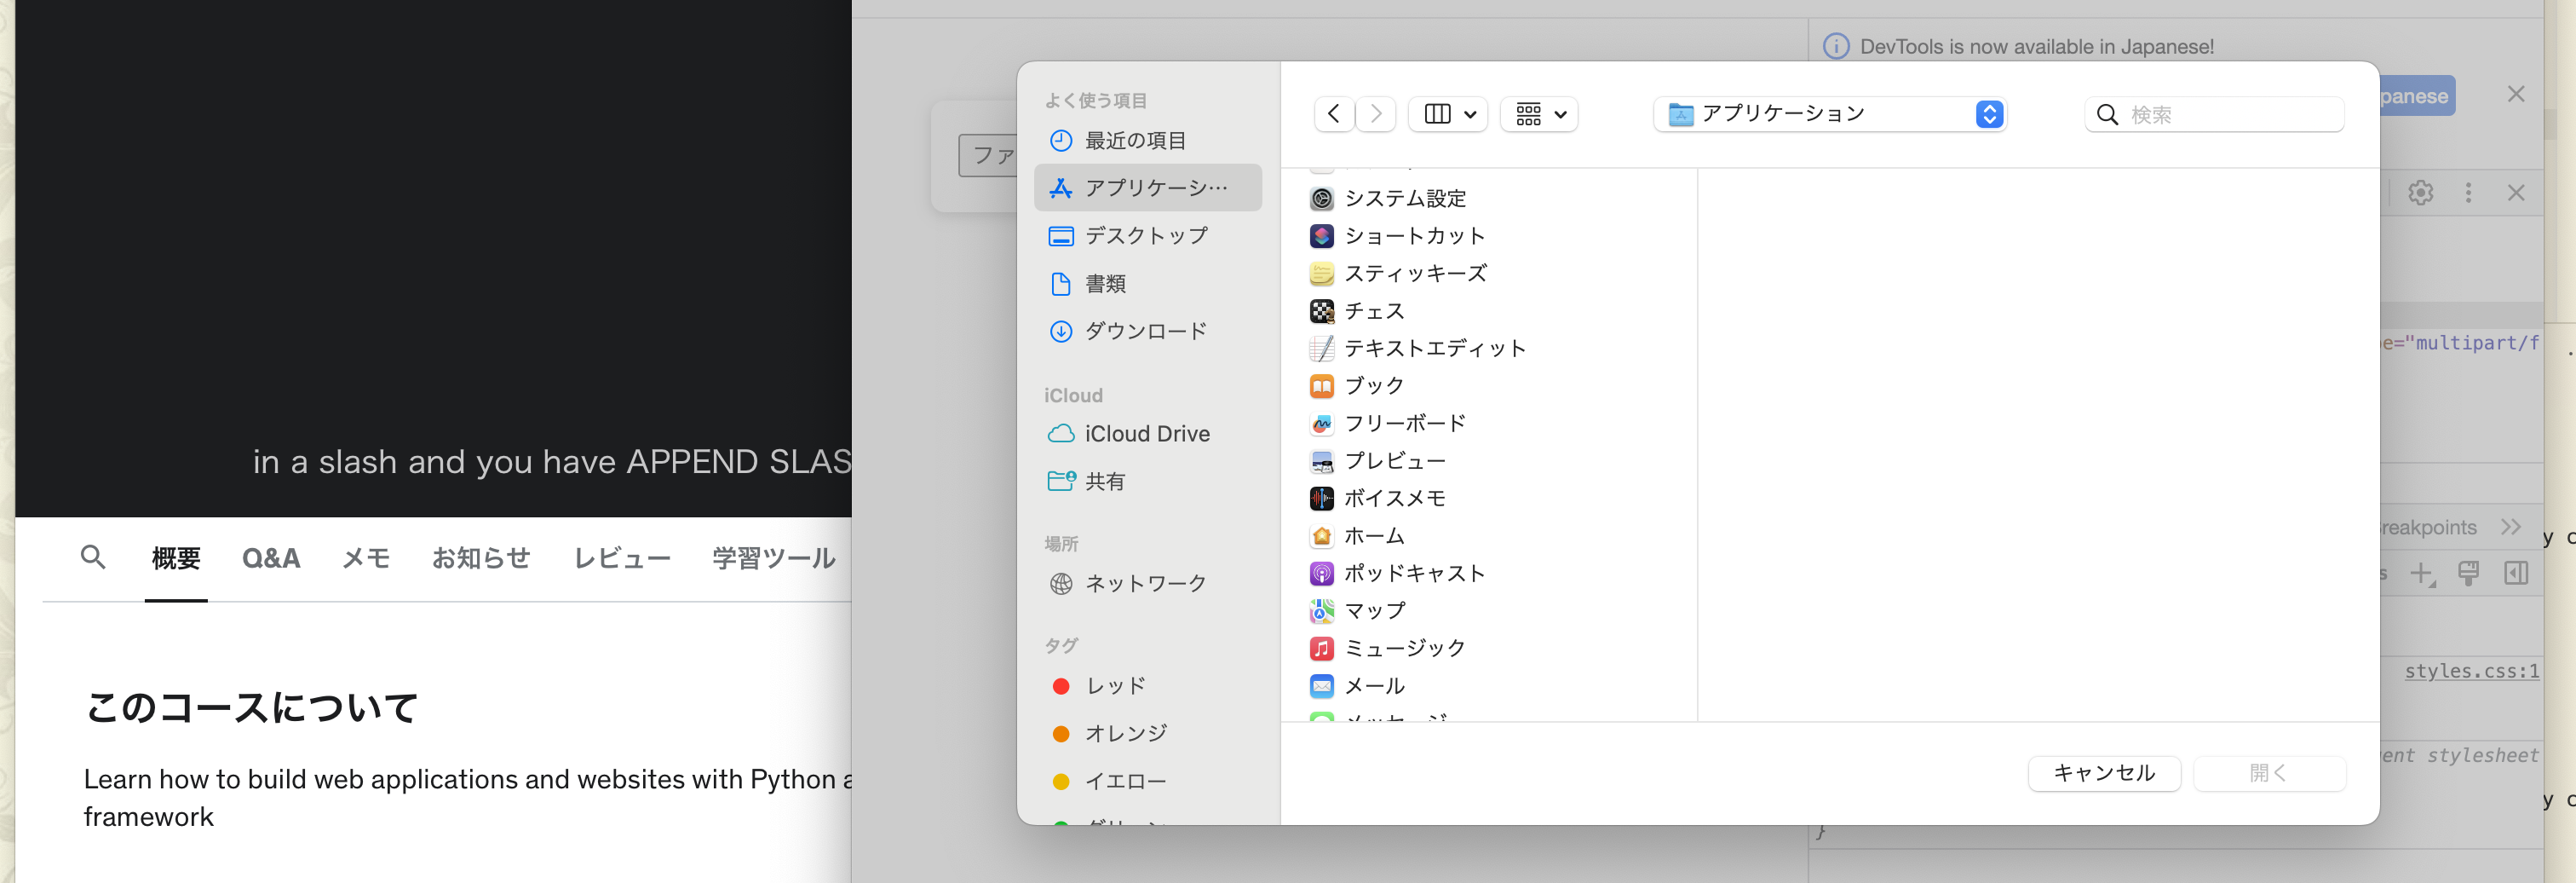 in a slash and you have APPEND SLAS
概要
Q&A
メモ
お知らせ
レビュー
学習ツール
このコースについて
Learn how to build web applications and websites with Python a
framework
ファ
よく使う項目
最近の項目
アプリケーシ…
デスクトップ
書類
ダウンロード
iCloud
iCloud Drive
共有
場所
ネットワーク
タグ
レッド
オレンジ
イエロー
グリーン
アプリケーション
検索
システム設定
ショートカット
スティッキーズ
チェス
テキストエディット
ブック
フリーボード
プレビュー
ボイスメモ
ホーム
ポッドキャスト
マップ
ミュージック
メール
メッセージ
キャンセル
開く
DevTools is now available in Japanese!
panese
pe="multipart/f
reakpoints
s
styles.css:1
ent stylesheet
}
y c
y c